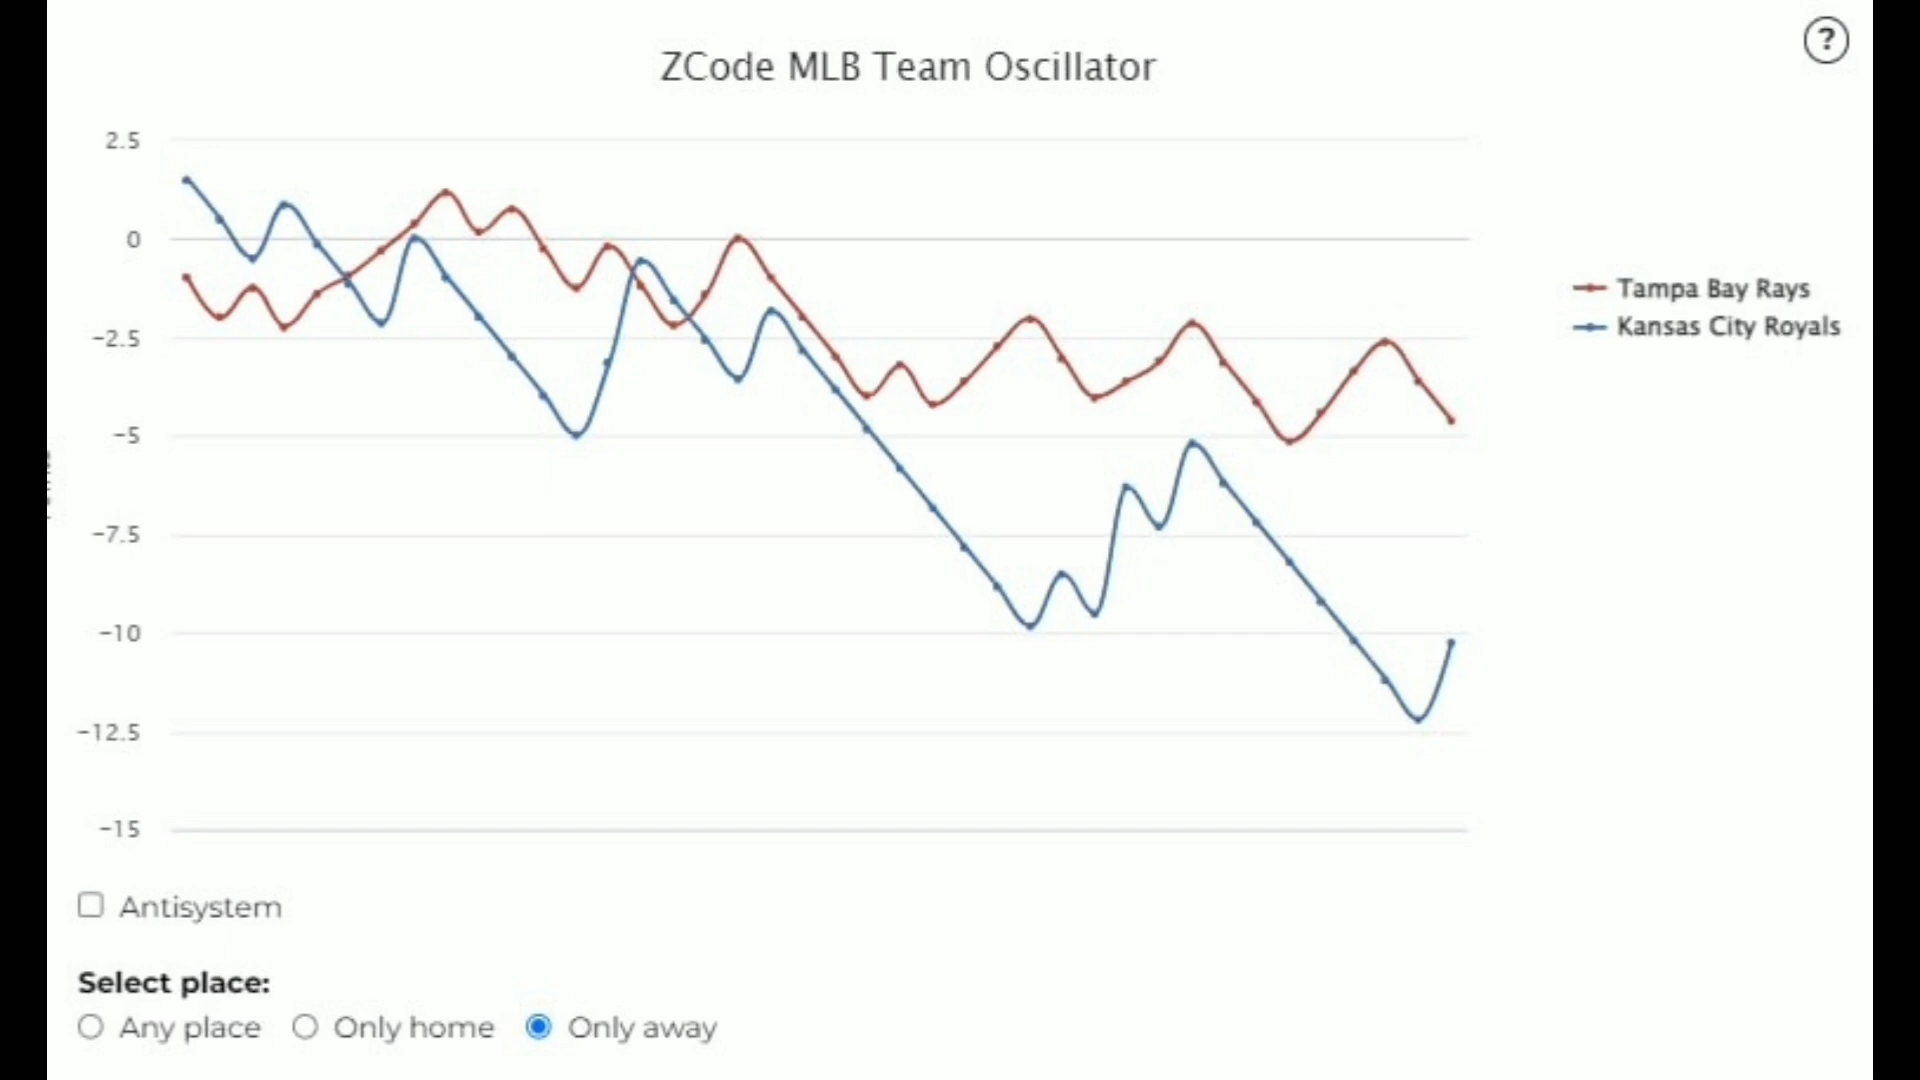 ?
ZCode MLB Team Oscillator
2.5
0
−2.5
−5
−7.5
−10
−12.5
−15
Tampa Bay Rays
Kansas City Royals
Antisystem
Select place:
Any place Only home Only away